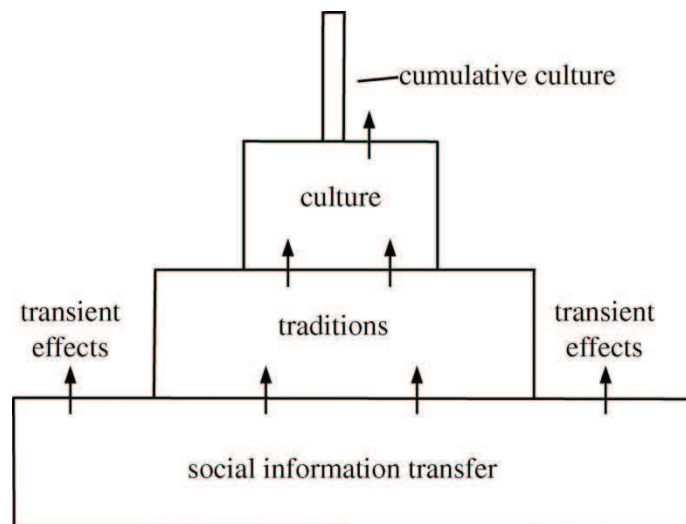 cumulative culture
culture
transient
effects
traditions
transient
effects
social information transfer